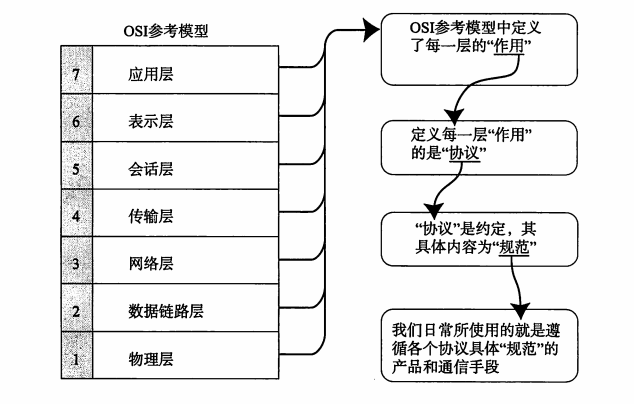 OSI参考模型
7 应用层
6 表示层
5 会话层
4 传输层
3 网络层
2 数据链路层
1 物理层
OSI参考模型中定义
了每一层的“作用”
定义每一层“作用”
的是“协议”
“协议”是约定，其
具体内容为“规范”
我们日常所使用的就是遵
循各个协议具体“规范”的
产品和通信手段